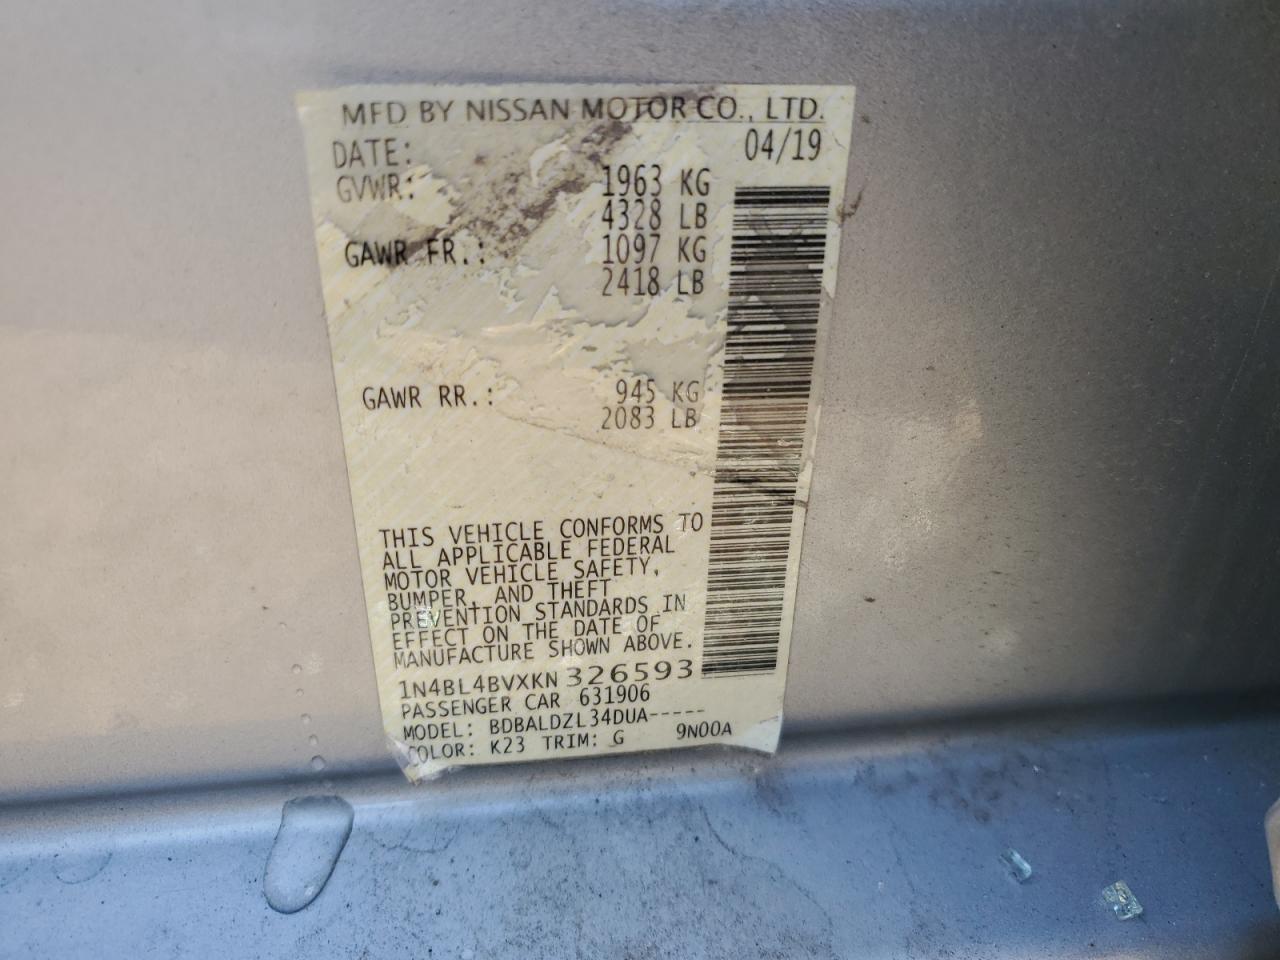 MFD BY NISSAN MOTOR CO., LTD.
DATE: 04/19
GVWR: 1963 KG
4328 LB
GAWR FR.: 1097 KG
2418 LB
GAWR RR.: 945 KG
2083 LB
THIS VEHICLE CONFORMS TO
ALL APPLICABLE FEDERAL
MOTOR VEHICLE SAFETY,
BUMPER, AND THEFT
PREVENTION STANDARDS IN
EFFECT ON THE DATE OF
MANUFACTURE SHOWN ABOVE.
1N4BL4BVXKN326593
PASSENGER CAR 631906
MODEL: BDBALDZL34DUA-----
COLOR: K23 TRIM: G 9N00A